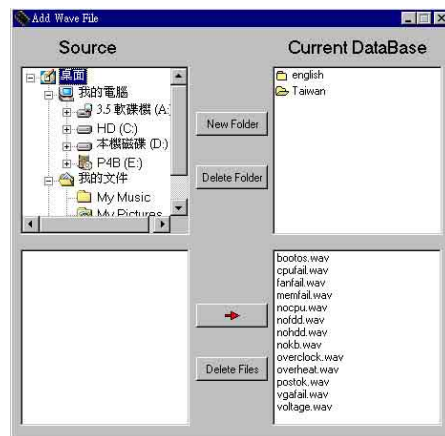 Add Wave File
Source
Current DataBase
桌面
我的電腦
3.5 軟碟機 (A:
HD (C:)
本機磁碟 (D:)
P4B (E:)
我的文件
My Music
My Pictures
New Folder
Delete Folder
english
Taiwan
Delete Files
bootos.wav
cpufail.wav
fanfail.wav
memfail.wav
nocpu.wav
nofdd.wav
nohdd.wav
nokb.wav
overclock.wav
overheat.wav
postok.wav
vgafail.wav
voltage.wav